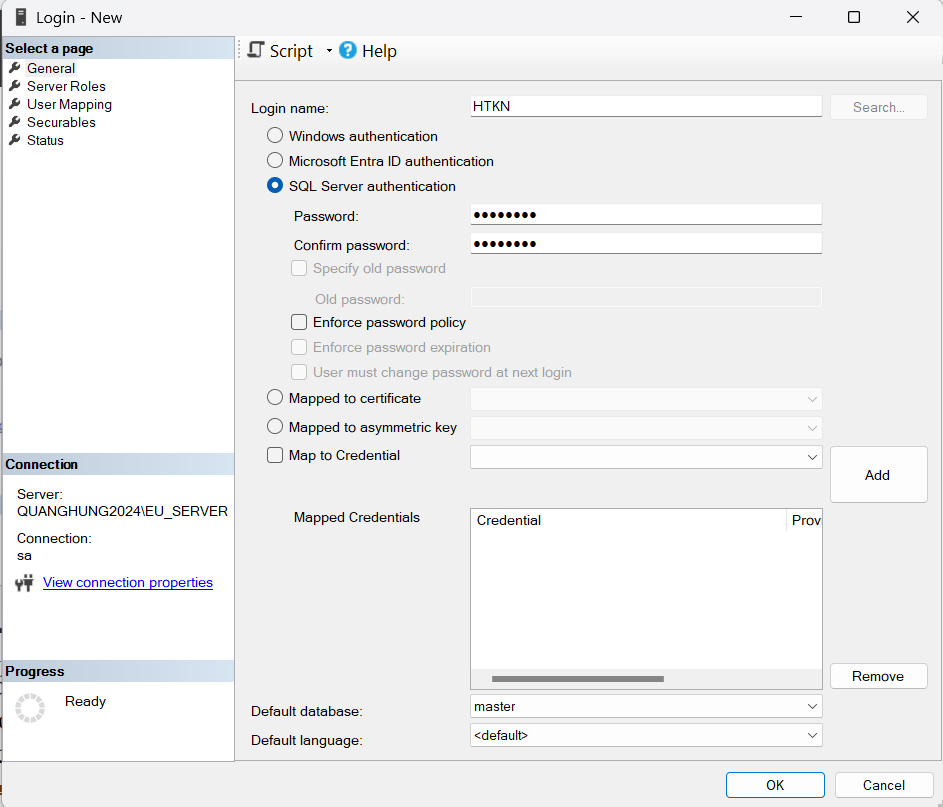 Login - New
Select a page
General
Server Roles
User Mapping
Securables
Status
Script
Help
Login name:
HTKN
Search...
Windows authentication
Microsoft Entra ID authentication
SQL Server authentication
Password:
●●●●●●●●
Confirm password:
●●●●●●●●
Specify old password
Old password:
Enforce password policy
Enforce password expiration
User must change password at next login
Mapped to certificate
Mapped to asymmetric key
Map to Credential
Add
Mapped Credentials
Credential
Prov
Remove
Default database:
master
Default language:
<default>
Connection
Server:
QUANGHUNG2024\EU_SERVER
Connection:
sa
View connection properties
Progress
Ready
OK
Cancel